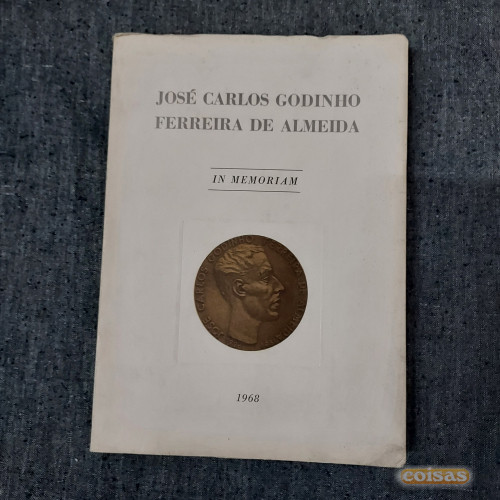 JOSÉ CARLOS GODINHO
FERREIRA DE ALMEIDA
IN MEMORIAM
1968
coisas